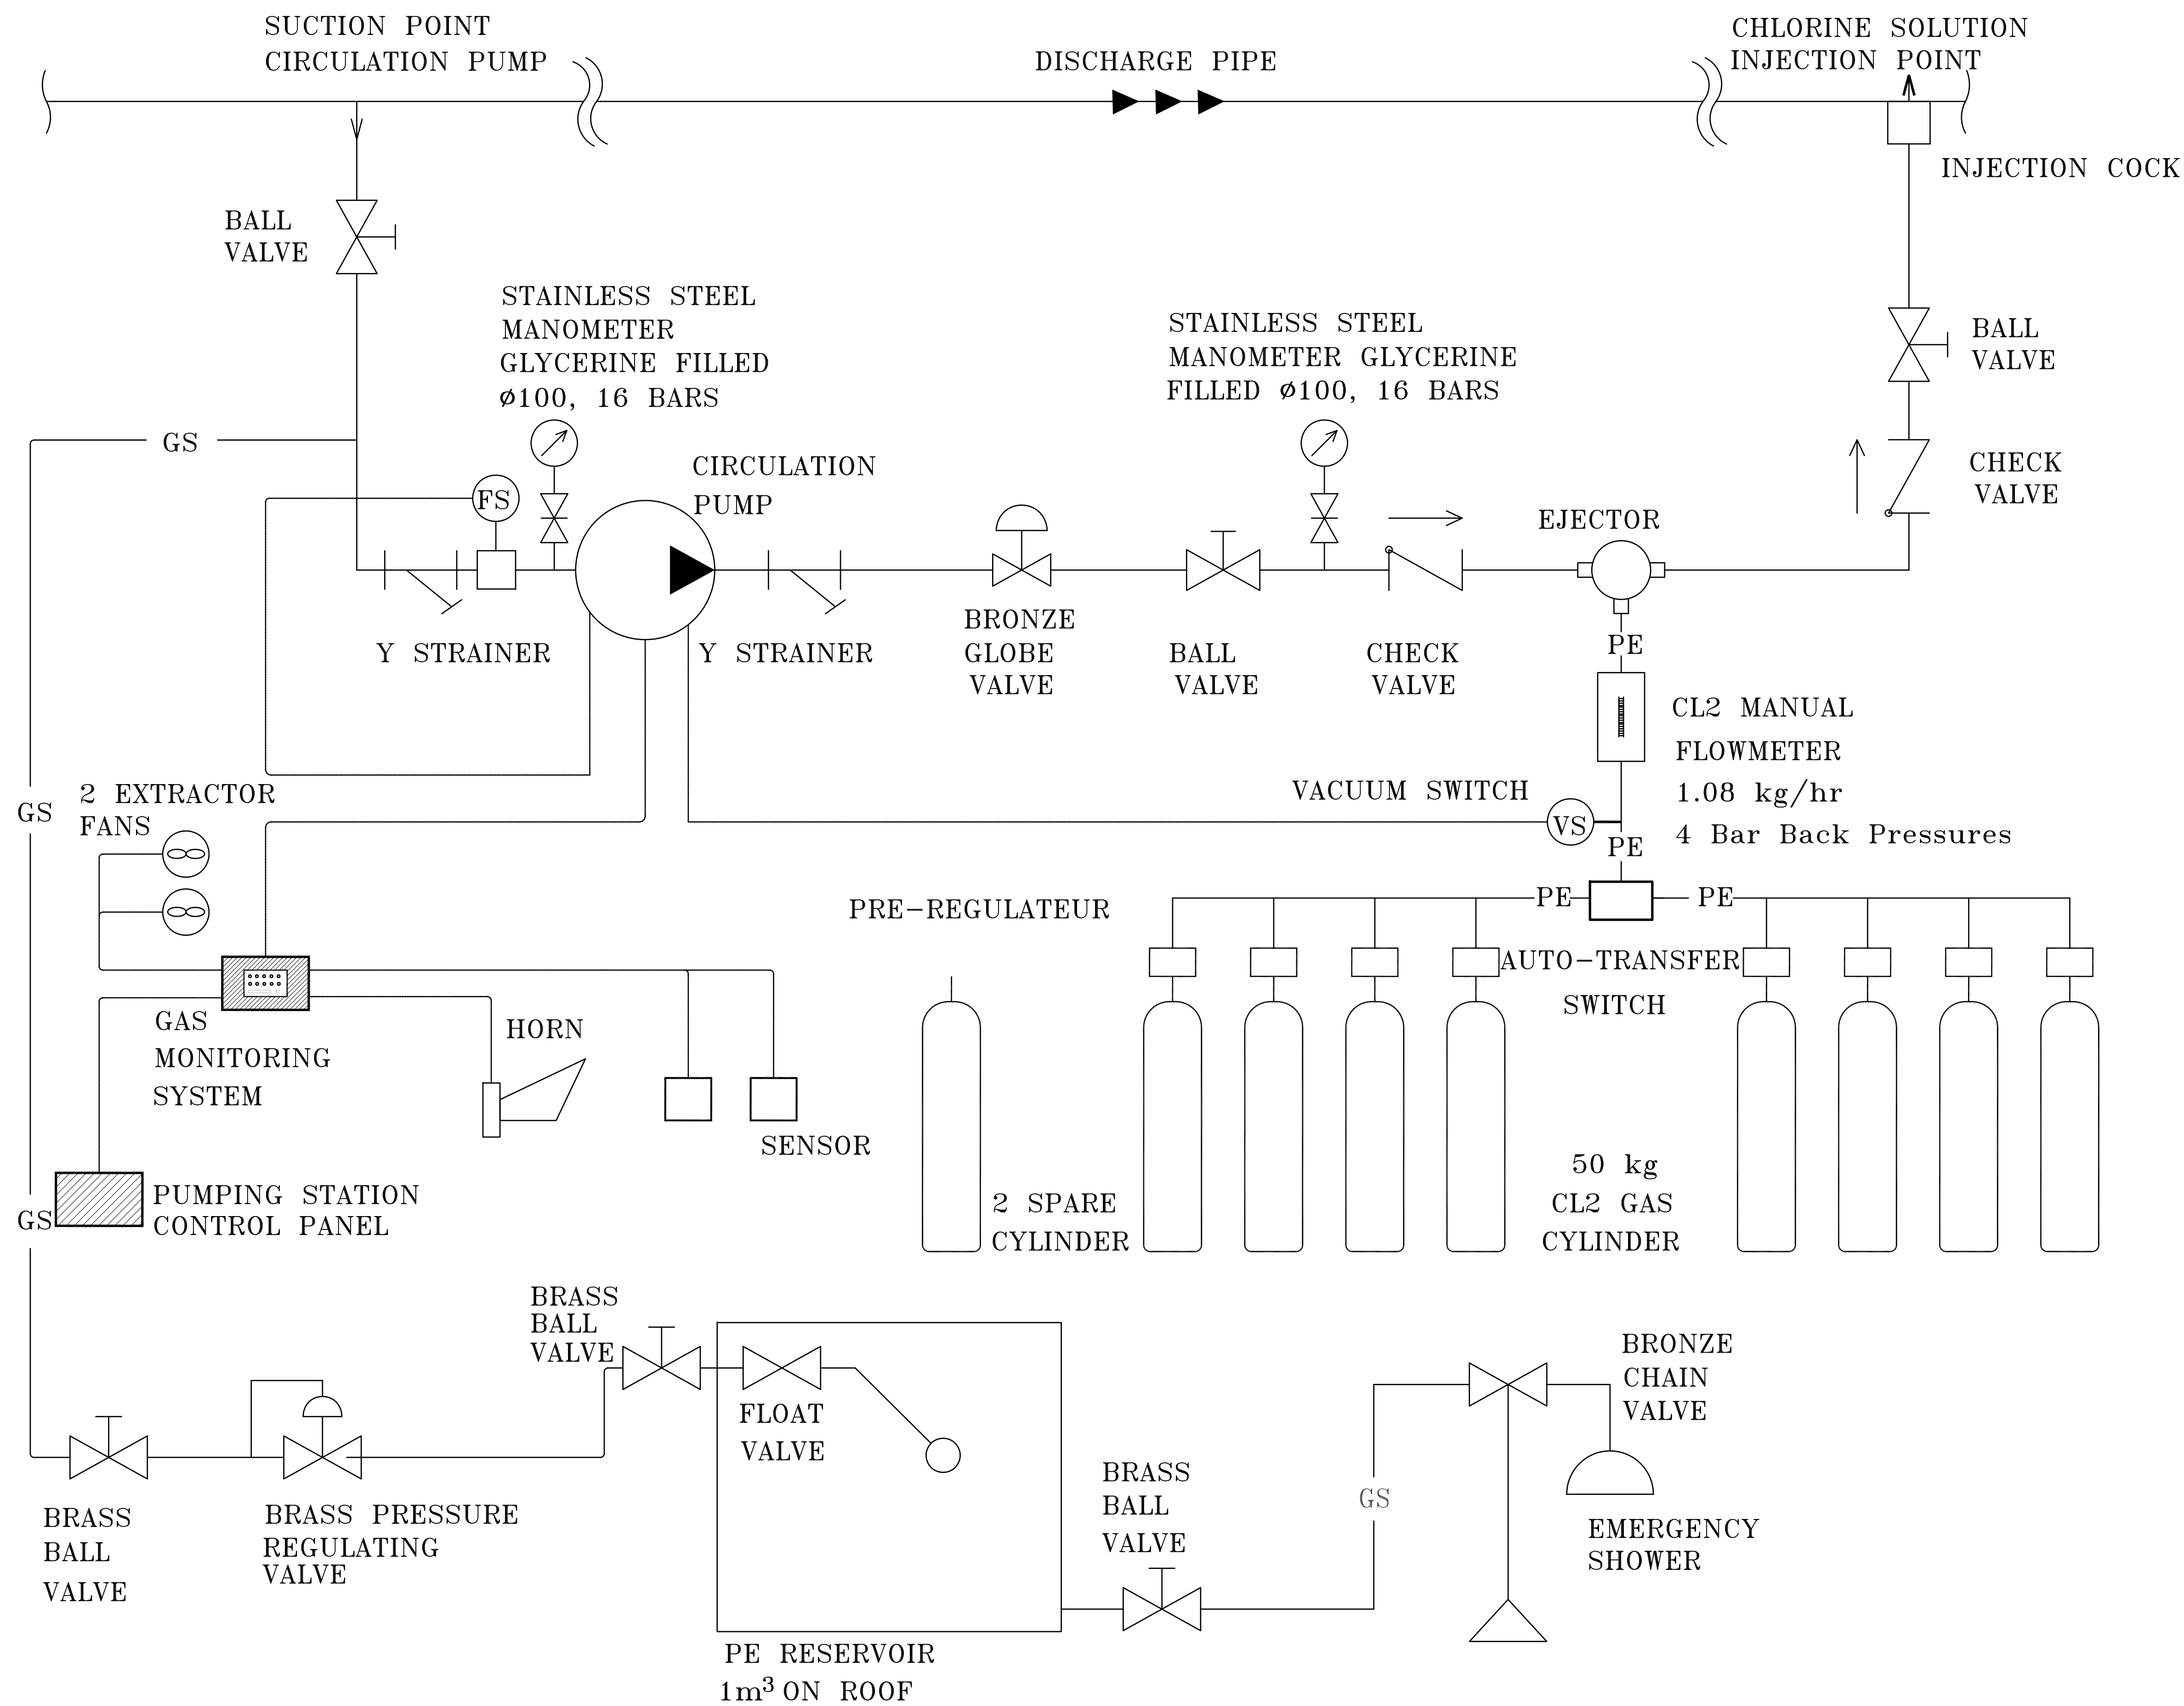 SUCTION POINT
CIRCULATION PUMP
DISCHARGE PIPE
CHLORINE SOLUTION
INJECTION POINT
INJECTION COCK
BALL
VALVE
STAINLESS STEEL
MANOMETER
GLYCERINE FILLED
ø100, 16 BARS
STAINLESS STEEL
MANOMETER GLYCERINE
FILLED ø100, 16 BARS
BALL
VALVE
GS
FS
CIRCULATION
PUMP
EJECTOR
CHECK
VALVE
Y STRAINER
Y STRAINER
BRONZE
GLOBE
VALVE
BALL
VALVE
CHECK
VALVE
PE
CL2 MANUAL
FLOWMETER
1.08 kg/hr
4 Bar Back Pressures
VACUUM SWITCH
VS
PE
GS
2 EXTRACTOR
FANS
PRE-REGULATEUR
PE
PE
AUTO-TRANSFER
SWITCH
GAS
MONITORING
SYSTEM
HORN
SENSOR
GS
PUMPING STATION
CONTROL PANEL
2 SPARE
CYLINDER
50 kg
CL2 GAS
CYLINDER
BRASS
BALL
VALVE
FLOAT
VALVE
BRONZE
CHAIN
VALVE
BRASS
BALL
VALVE
BRASS PRESSURE
REGULATING
VALVE
BRASS
BALL
VALVE
GS
EMERGENCY
SHOWER
PE RESERVOIR
1m³ ON ROOF